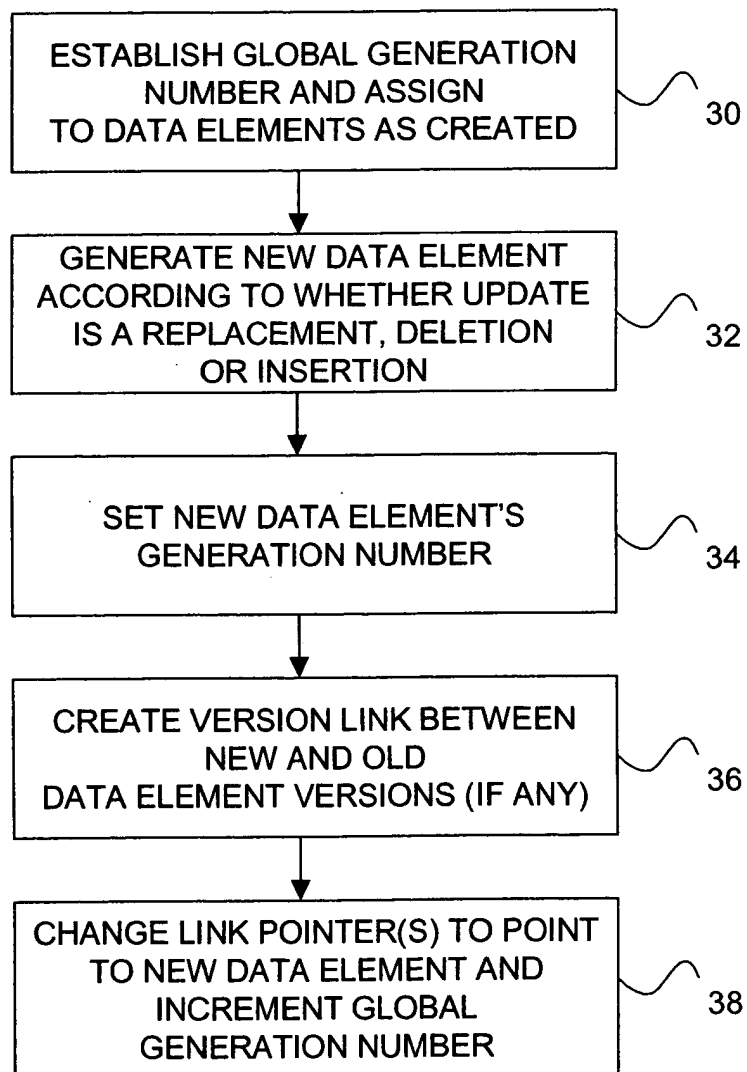 ESTABLISH GLOBAL GENERATION
NUMBER AND ASSIGN
TO DATA ELEMENTS AS CREATED
30
GENERATE NEW DATA ELEMENT
ACCORDING TO WHETHER UPDATE
IS A REPLACEMENT, DELETION
OR INSERTION
32
SET NEW DATA ELEMENT'S
GENERATION NUMBER
34
CREATE VERSION LINK BETWEEN
NEW AND OLD
DATA ELEMENT VERSIONS (IF ANY)
36
CHANGE LINK POINTER(S) TO POINT
TO NEW DATA ELEMENT AND
INCREMENT GLOBAL
GENERATION NUMBER
38